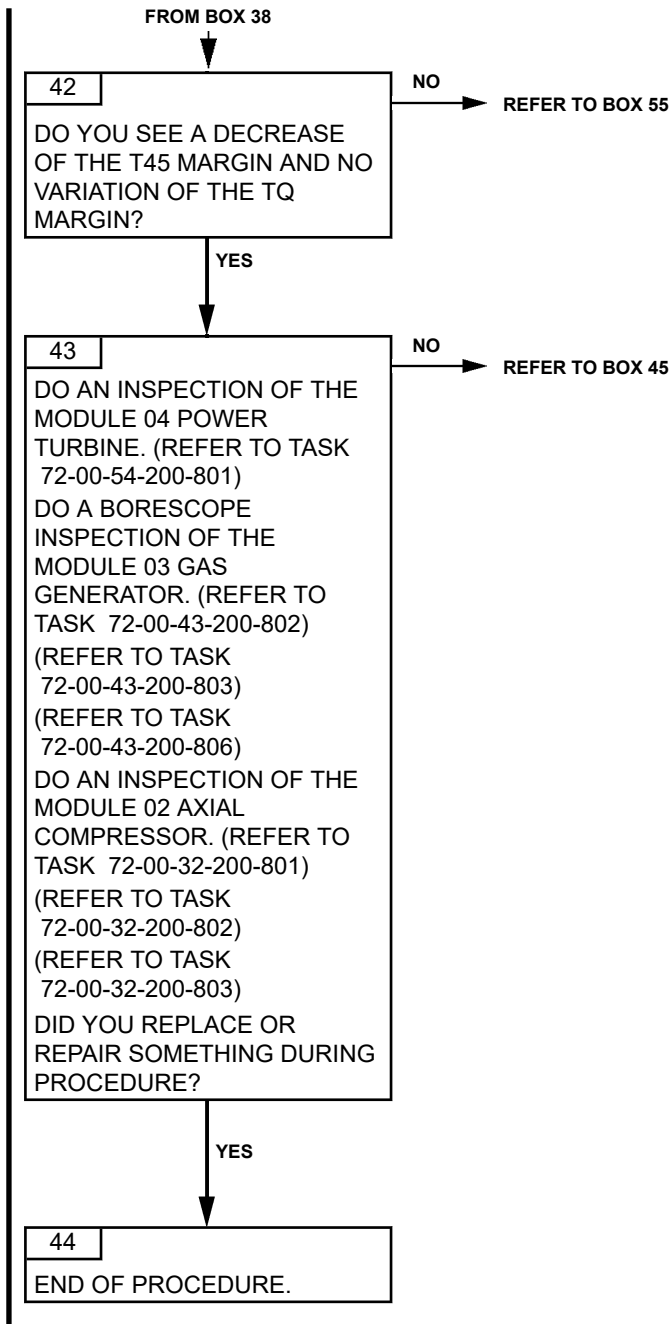 FROM BOX 38
42
NO
REFER TO BOX 55
DO YOU SEE A DECREASE
OF THE T45 MARGIN AND NO
VARIATION OF THE TQ
MARGIN?
YES
43
NO
REFER TO BOX 45
DO AN INSPECTION OF THE
MODULE 04 POWER
TURBINE. (REFER TO TASK
72-00-54-200-801)
DO A BORESCOPE
INSPECTION OF THE
MODULE 03 GAS
GENERATOR. (REFER TO
TASK  72-00-43-200-802)
(REFER TO TASK
72-00-43-200-803)
(REFER TO TASK
72-00-43-200-806)
DO AN INSPECTION OF THE
MODULE 02 AXIAL
COMPRESSOR. (REFER TO
TASK  72-00-32-200-801)
(REFER TO TASK
72-00-32-200-802)
(REFER TO TASK
72-00-32-200-803)
DID YOU REPLACE OR
REPAIR SOMETHING DURING
PROCEDURE?
YES
44
END OF PROCEDURE.